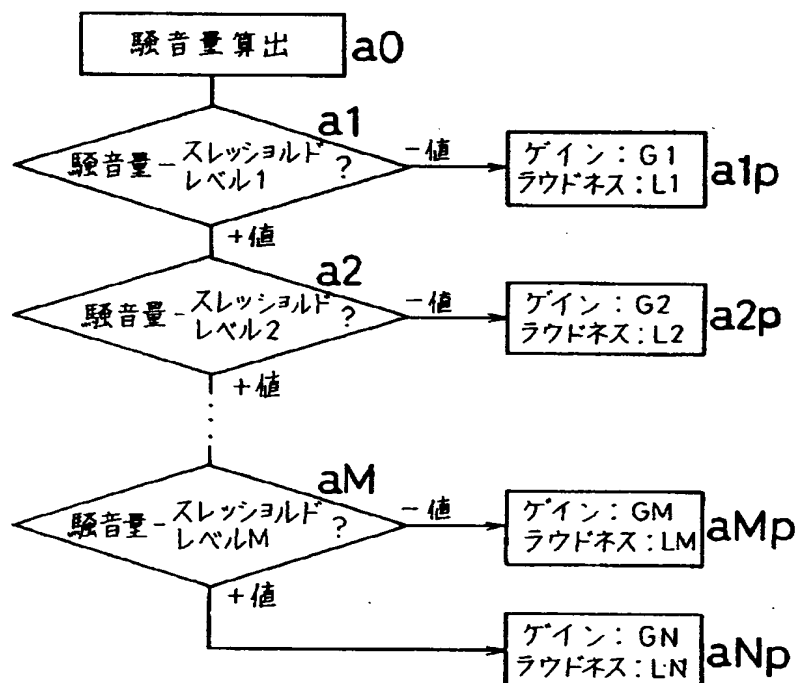 騒音量算出
a0
a1
騒音量-スレッショルド
レベル1
?
-値
ゲイン:G1
ラウドネス:L1
a1p
+値
a2
騒音量-スレッショルド
レベル2
?
-値
ゲイン:G2
ラウドネス:L2
a2p
+値
aM
騒音量-スレッショルド
レベルM
?
-値
ゲイン:GM
ラウドネス:LM
aMp
+値
ゲイン:GN
ラウドネス:LN
aNp